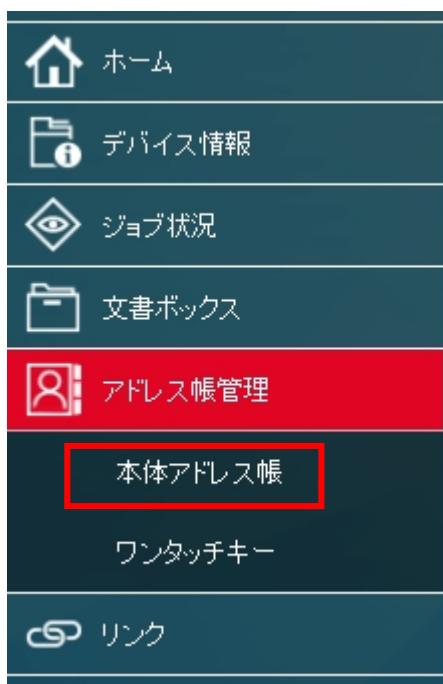 ホーム
デバイス情報
ジョブ状況
文書ボックス
アドレス帳管理
本体アドレス帳
ワンタッチキー
リンク